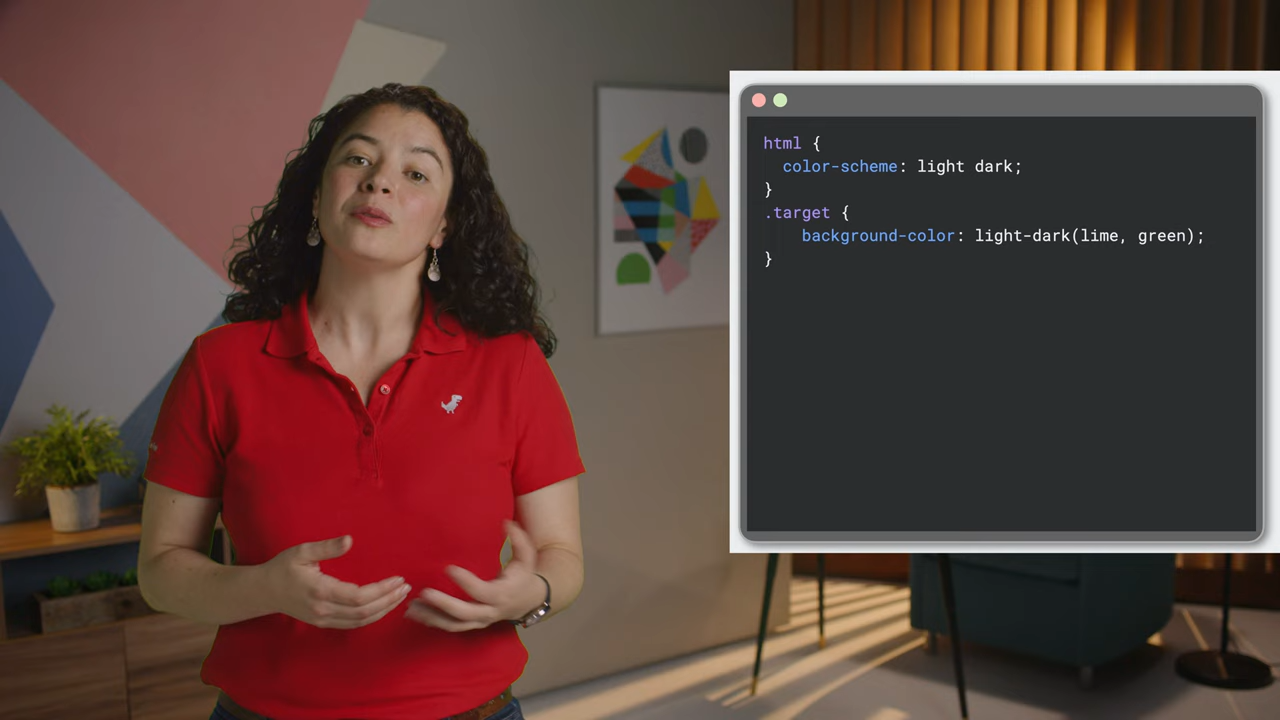 html {
  color-scheme: light dark;
}
.target {
    background-color: light-dark(lime, green);
}